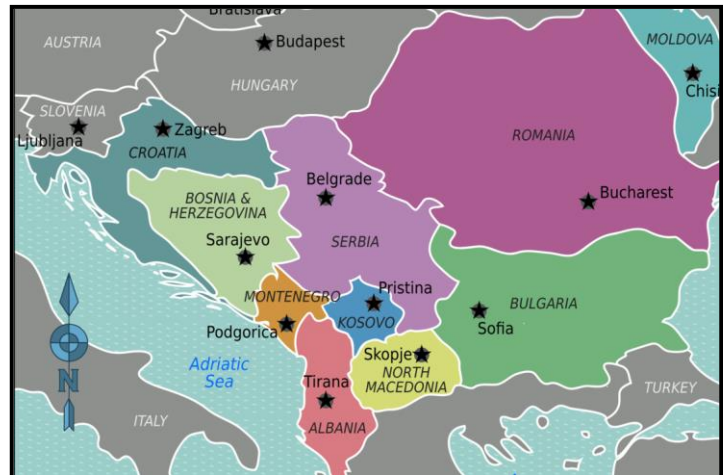 Bratislava
AUSTRIA
Budapest
MOLDOVA
HUNGARY
Chisi
SLOVENIA
Ljubljana
Zagreb
CROATIA
ROMANIA
Belgrade
BOSNIA &
HERZEGOVINA
Bucharest
Sarajevo
SERBIA
MONTENEGRO
Pristina
BULGARIA
KOSOVO
Sofia
Podgorica
Skopje
NORTH
MACEDONIA
Adriatic
Sea
Tirana
TURKEY
N
ITALY
ALBANIA